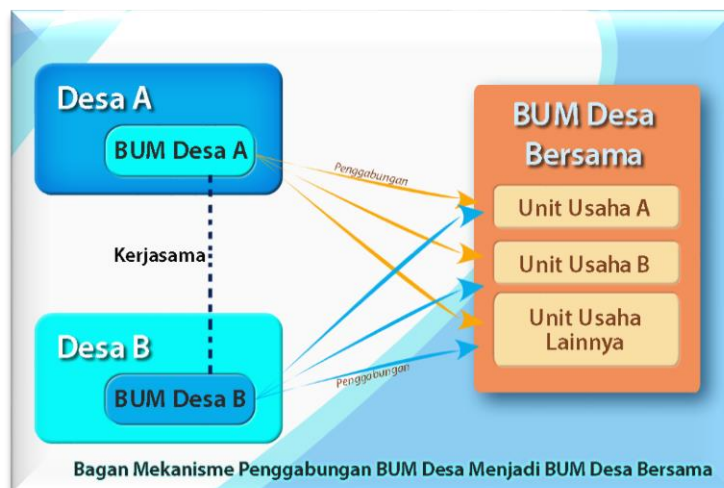 Desa A
BUM Desa A
Kerjasama
Desa B
BUM Desa B
Penggabungan
Penggabungan
BUM Desa
Bersama
Unit Usaha A
Unit Usaha B
Unit Usaha
Lainnya
Bagan Mekanisme Penggabungan BUM Desa Menjadi BUM Desa Bersama